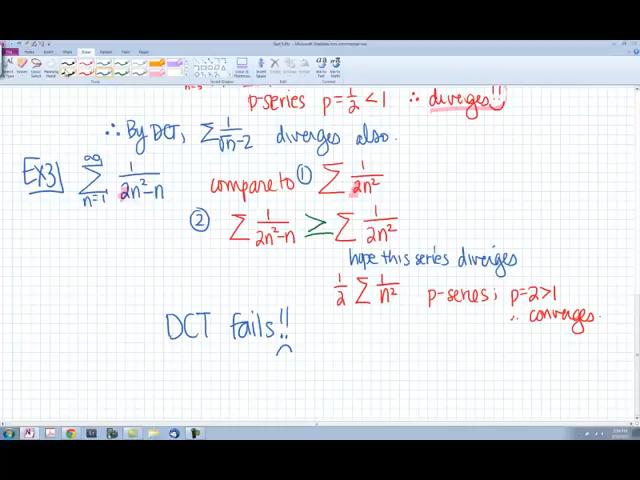 p-series p = 1/2 < 1 ∴ diverges!!
∴ By DCT, ∑ 1/(√n-2) diverges also.
Ex3] ∞ ∑ n=1 1/(2n²-n) compare to ① ∑ 1/(2n²)
② ∑ 1/(2n²-n) ≥ ∑ 1/(2n²)
hope this series diverges
1/2 ∑ 1/n² p-series; p=2>1
∴ converges.
DCT fails!!